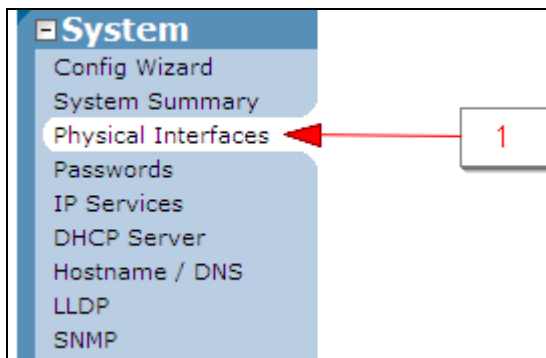 System
Config Wizard
System Summary
Physical Interfaces
1
Passwords
IP Services
DHCP Server
Hostname / DNS
LLDP
SNMP